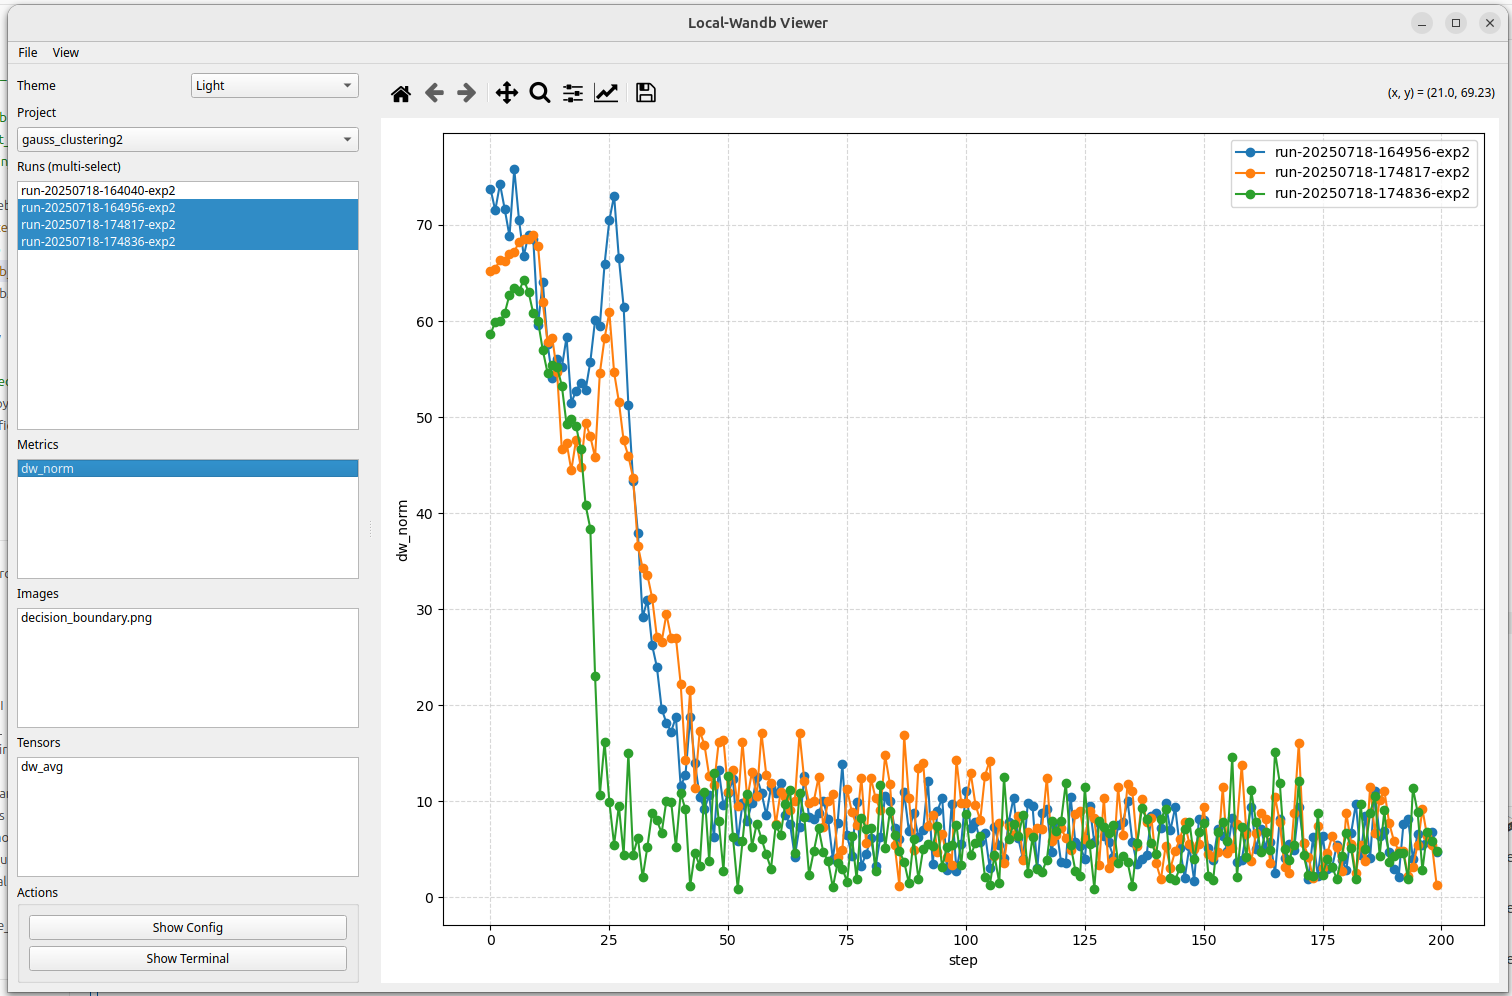 Local-Wandb Viewer
File View
Theme
Light
(x, y) = (21.0, 69.23)
Project
gauss_clustering2
Runs (multi-select)
run-20250718-164040-exp2
run-20250718-164956-exp2
run-20250718-174817-exp2
run-20250718-174836-exp2
Metrics
dw_norm
Images
decision_boundary.png
Tensors
dw_avg
Actions
Show Config
Show Terminal
run-20250718-164956-exp2
run-20250718-174817-exp2
run-20250718-174836-exp2
dw_norm
70
60
50
40
30
20
10
0
0 25 50 75 100 125 150 175 200
step